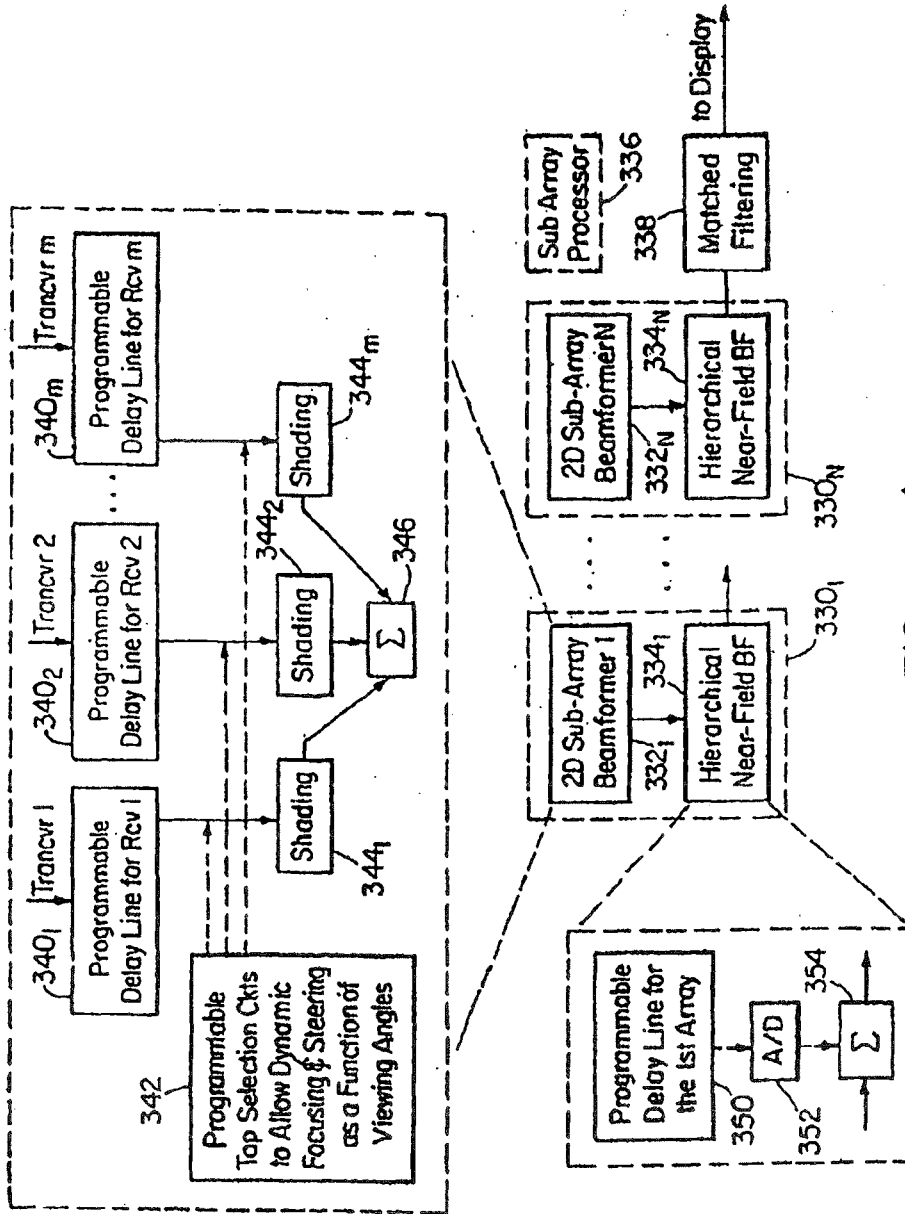 340₁
Trancvr 1
340₂
Trancvr 2
340ₘ
Trancvr m
Programmable
Delay Line for Rcv 1
Programmable
Delay Line for Rcv 2
. . .
Programmable
Delay Line for Rcv m
342
Programmable
Tap Selection Ckts
to Allow Dynamic
Focusing & Steering
as a Function of
Viewing Angles
Shading
344₁
Shading
344₂
Shading
344ₘ
Σ
346
2D Sub-Array
Beamformer 1
332₁
334₁
Hierarchical
Near-Field BF
330₁
. . .
. . .
2D Sub-Array
Beamformer N
332N
334N
Hierarchical
Near-Field BF
330N
Sub Array
Processor
336
338
Matched
Filtering
to Display
Programmable
Delay Line for
the 1st Array
350
A/D
352
354
Σ